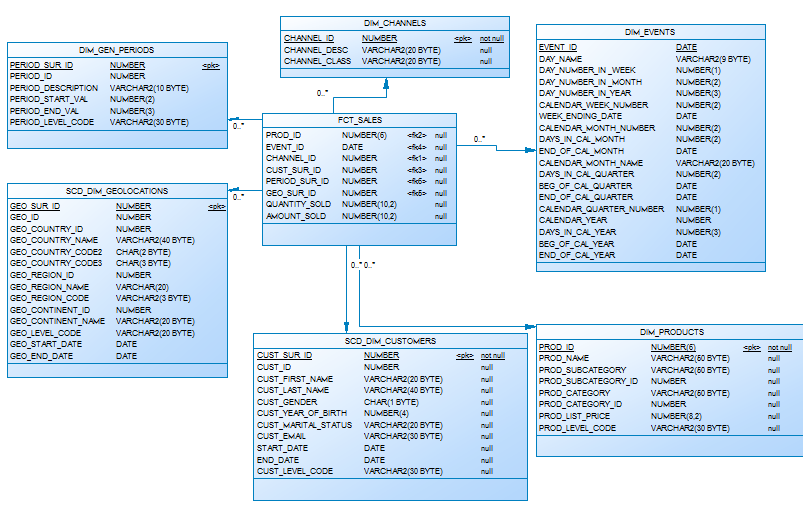 DIM_CHANNELS
CHANNEL_ID NUMBER <pk> not null
CHANNEL_DESC VARCHAR2(20 BYTE) null
CHANNEL_CLASS VARCHAR2(20 BYTE) null
DIM_GEN_PERIODS
PERIOD_SUR_ID NUMBER <pk>
PERIOD_ID NUMBER
PERIOD_DESCRIPTION VARCHAR2(10 BYTE)
PERIOD_START_VAL NUMBER(2)
PERIOD_END_VAL NUMBER(3)
PERIOD_LEVEL_CODE VARCHAR2(30 BYTE)
DIM_EVENTS
EVENT_ID DATE
DAY_NAME VARCHAR2(9 BYTE)
DAY_NUMBER_IN _WEEK NUMBER(1)
DAY_NUMBER_IN_MONTH NUMBER(2)
DAY_NUMBER_IN_YEAR NUMBER(3)
CALENDAR_WEEK_NUMBER NUMBER(2)
WEEK_ENDING_DATE DATE
CALENDAR_MONTH_NUMBER NUMBER(2)
DAYS_IN_CAL_MONTH NUMBER(2)
END_OF_CAL_MONTH DATE
CALENDAR_MONTH_NAME VARCHAR2(20 BYTE)
DAYS_IN_CAL_QUARTER NUMBER(2)
BEG_OF_CAL_QUARTER DATE
END_OF_CAL_QUARTER DATE
CALENDAR_QUARTER_NUMBER NUMBER(1)
CALENDAR_YEAR NUMBER
DAYS_IN_CAL_YEAR NUMBER(3)
BEG_OF_CAL_YEAR DATE
END_OF_CAL_YEAR DATE
0..*
0..*
0..*
0..*
FCT_SALES
PROD_ID NUMBER(6) <fk2> null
EVENT_ID DATE <fk4> null
CHANNEL_ID NUMBER <fk1> null
CUST_SUR_ID NUMBER <fk3> null
PERIOD_SUR_ID NUMBER <fk5> null
GEO_SUR_ID NUMBER <fk6> null
QUANTITY_SOLD NUMBER(10,2) null
AMOUNT_SOLD NUMBER(10,2) null
SCD_DIM_GEOLOCATIONS
GEO_SUR_ID NUMBER <pk>
GEO_ID NUMBER
GEO_COUNTRY_ID NUMBER
GEO_COUNTRY_NAME VARCHAR2(40 BYTE)
GEO_COUNTRY_CODE2 CHAR(2 BYTE)
GEO_COUNTRY_CODE3 CHAR(3 BYTE)
GEO_REGION_ID NUMBER
GEO_REGION_NAME VARCHAR(20)
GEO_REGION_CODE VARCHAR2(3 BYTE)
GEO_CONTINENT_ID NUMBER
GEO_CONTINENT_NAME VARCHAR2(20 BYTE)
GEO_LEVEL_CODE VARCHAR2(20 BYTE)
GEO_START_DATE DATE
GEO_END_DATE DATE
0..* 0..*
SCD_DIM_CUSTOMERS
CUST_SUR_ID NUMBER <pk> not null
CUST_ID NUMBER null
CUST_FIRST_NAME VARCHAR2(20 BYTE) null
CUST_LAST_NAME VARCHAR2(40 BYTE) null
CUST_GENDER CHAR(1 BYTE) null
CUST_YEAR_OF_BIRTH NUMBER(4) null
CUST_MARITAL_STATUS VARCHAR2(20 BYTE) null
CUST_EMAIL VARCHAR2(30 BYTE) null
START_DATE DATE null
END_DATE DATE null
CUST_LEVEL_CODE VARCHAR2(30 BYTE) null
DIM_PRODUCTS
PROD_ID NUMBER(6) <pk> not null
PROD_NAME VARCHAR2(50 BYTE) null
PROD_SUBCATEGORY VARCHAR2(50 BYTE) null
PROD_SUBCATEGORY_ID NUMBER null
PROD_CATEGORY VARCHAR2(50 BYTE) null
PROD_CATEGORY_ID NUMBER null
PROD_LIST_PRICE NUMBER(8,2) null
PROD_LEVEL_CODE VARCHAR2(30 BYTE) null